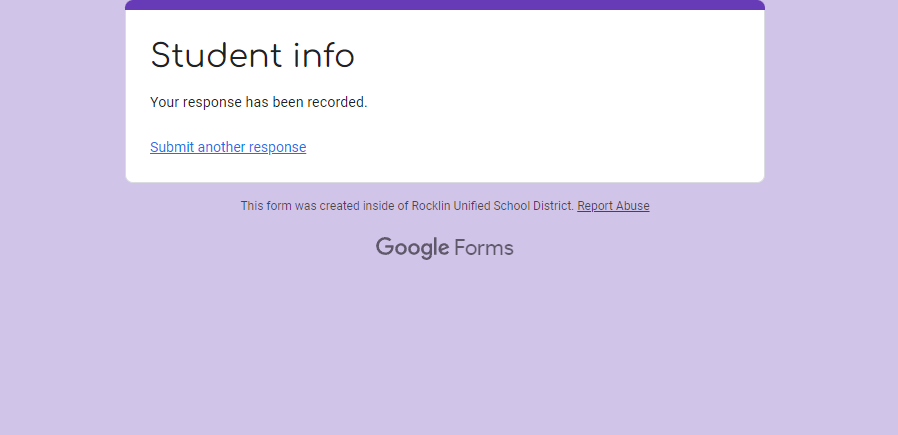 Student info
Your response has been recorded.
Submit another response
This form was created inside of Rocklin Unified School District. Report Abuse
Google Forms